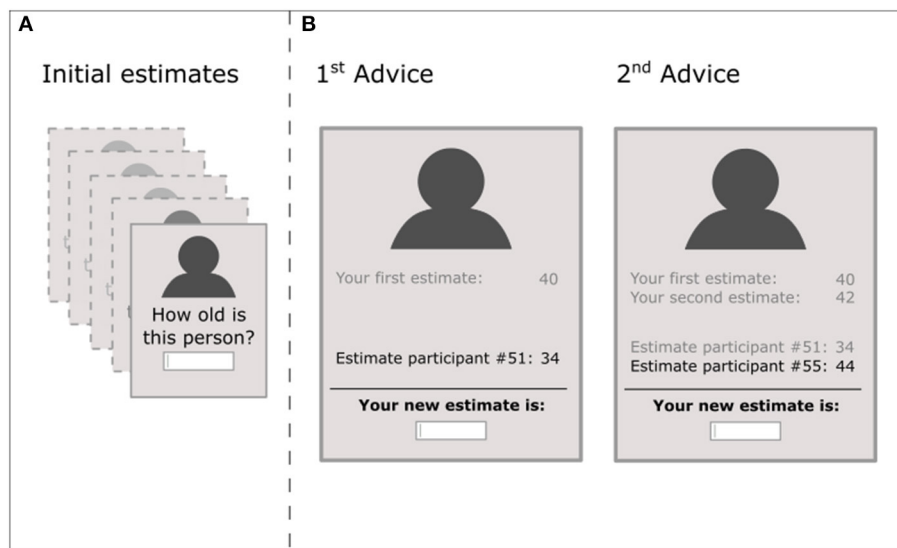 A
Initial estimates
How old is
this person?
B
1st Advice
Your first estimate: 40
Estimate participant #51: 34
Your new estimate is:
2nd Advice
Your first estimate: 40
Your second estimate: 42
Estimate participant #51: 34
Estimate participant #55: 44
Your new estimate is: